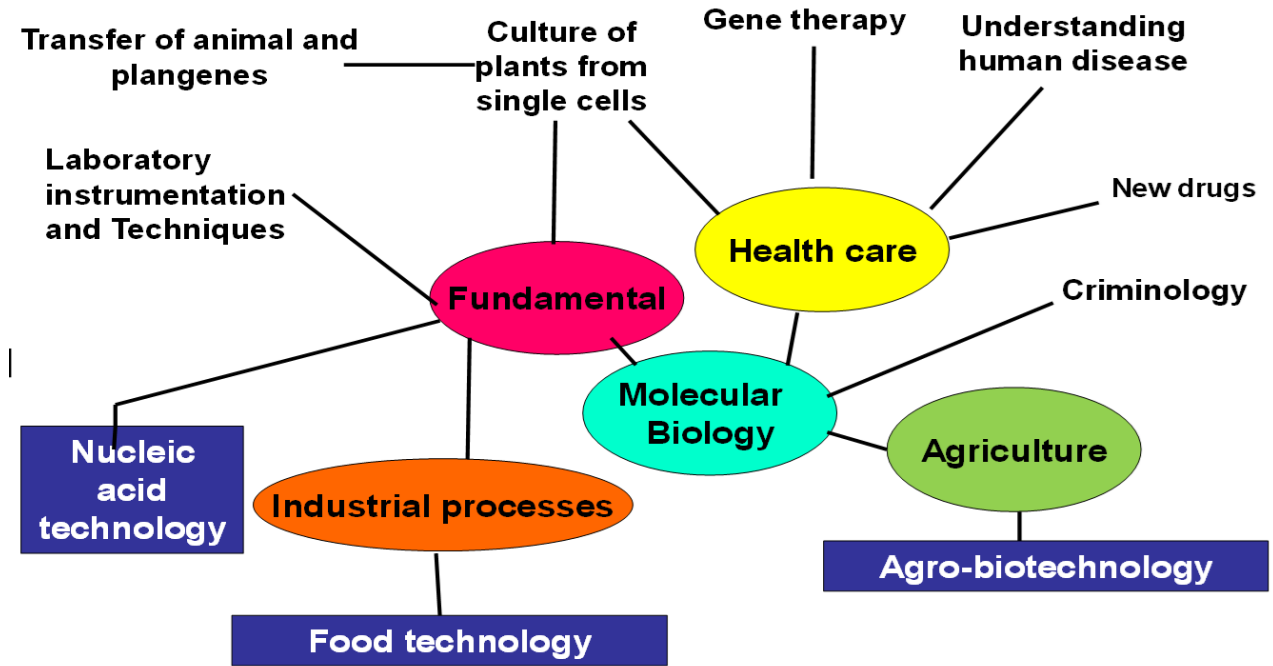 Transfer of animal and
plangenes
Culture of
plants from
single cells
Gene therapy
Understanding
human disease
Laboratory
instrumentation
and Techniques
New drugs
Health care
Fundamental
Criminology
Molecular
Biology
Nucleic
acid
technology
Industrial processes
Agriculture
Agro-biotechnology
Food technology